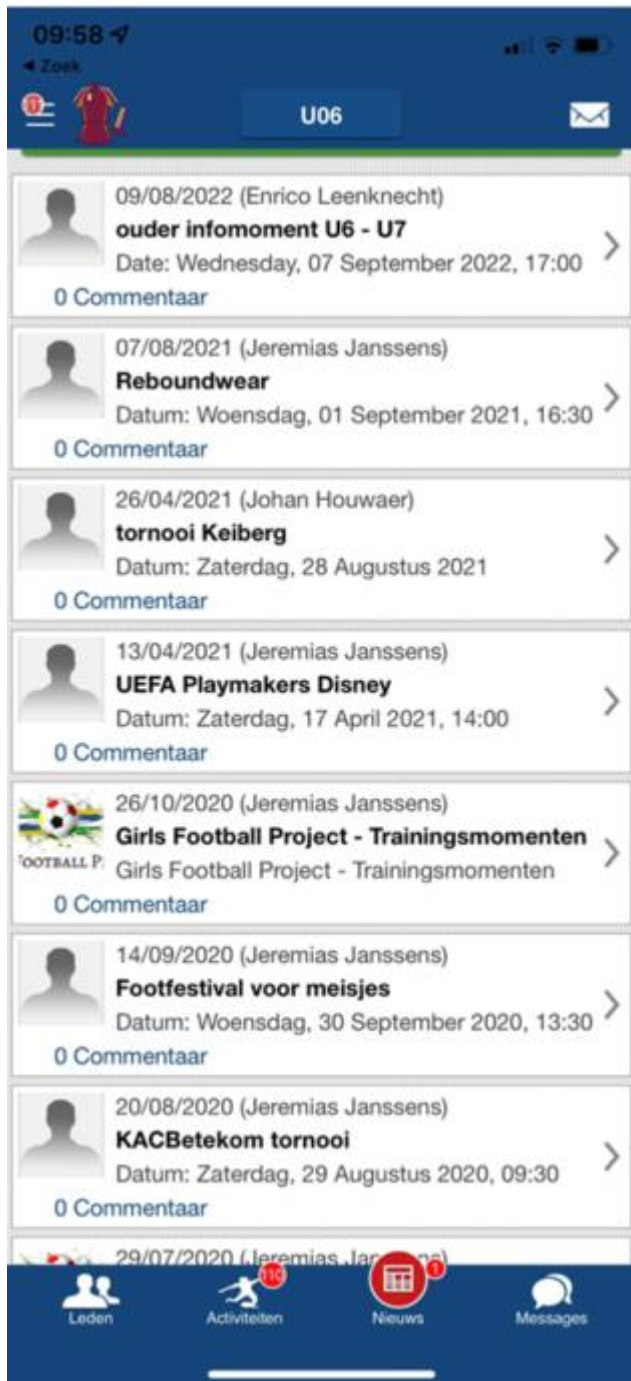 09:58
◀ Zoek
U06
09/08/2022 (Enrico Leenknecht)
ouder infomoment U6 - U7
Date: Wednesday, 07 September 2022, 17:00
0 Commentaar
07/08/2021 (Jeremias Janssens)
Reboundwear
Datum: Woensdag, 01 September 2021, 16:30
0 Commentaar
26/04/2021 (Johan Houwaer)
tornooi Keiberg
Datum: Zaterdag, 28 Augustus 2021
0 Commentaar
13/04/2021 (Jeremias Janssens)
UEFA Playmakers Disney
Datum: Zaterdag, 17 April 2021, 14:00
0 Commentaar
26/10/2020 (Jeremias Janssens)
Girls Football Project - Trainingsmomenten
OOTBALL P
Girls Football Project - Trainingsmomenten
0 Commentaar
14/09/2020 (Jeremias Janssens)
Footfestival voor meisjes
Datum: Woensdag, 30 September 2020, 13:30
0 Commentaar
20/08/2020 (Jeremias Janssens)
KACBetekom tornooi
Datum: Zaterdag, 29 Augustus 2020, 09:30
0 Commentaar
29/07/2020 (Jeremias
110
1
Leden
Activiteiten
Nieuws
Messages